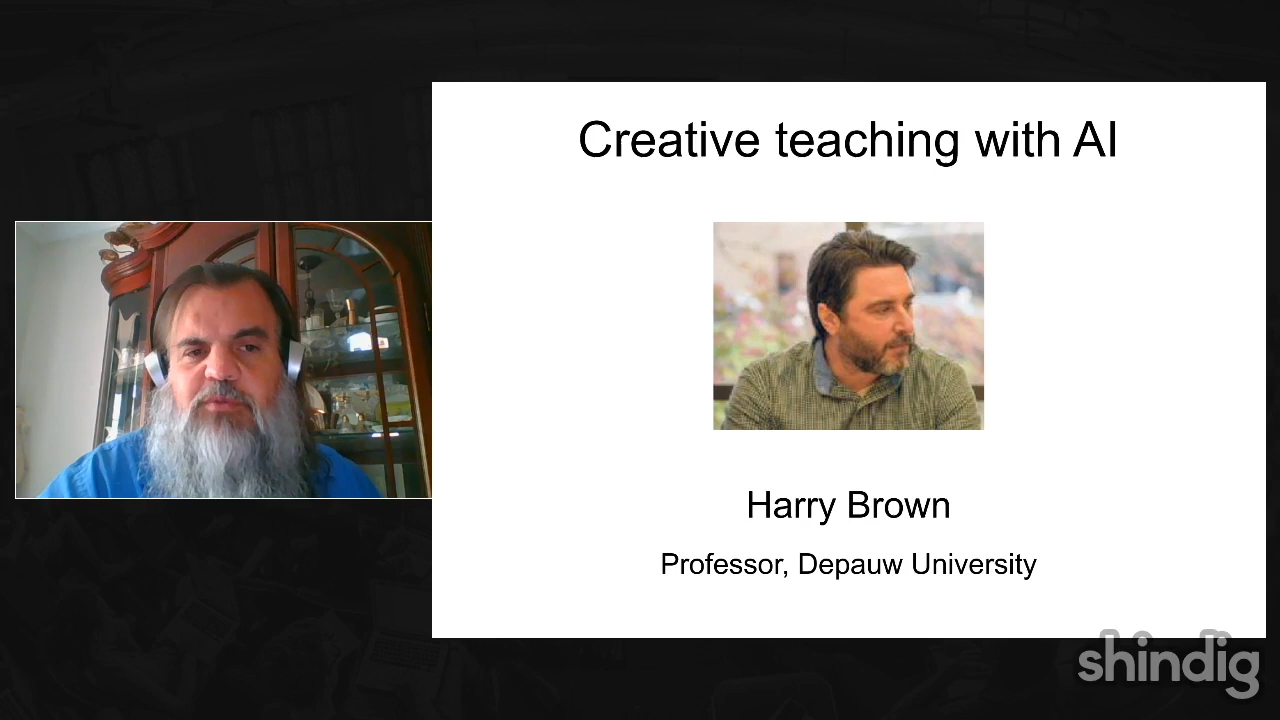 Creative teaching with AI
Harry Brown
Professor, Depauw University
shindig